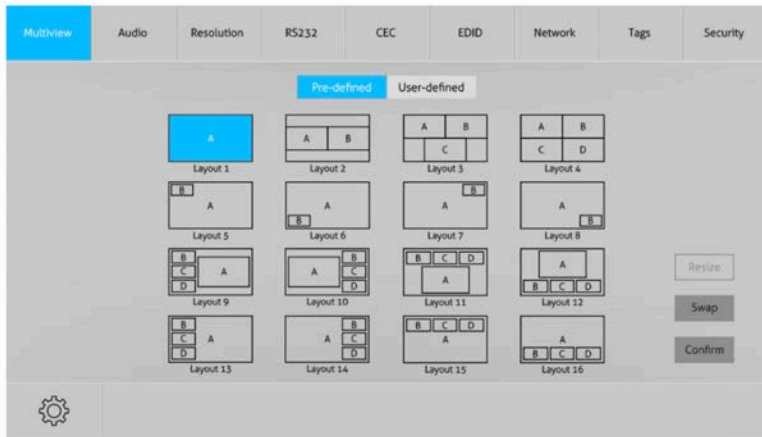 Multiview Audio Resolution RS232 CEC EDID Network Tags Security
Pre-defined User-defined
A A B A B A B
C C D
Layout 1 Layout 2 Layout 3 Layout 4
B A A A B A
B B
Layout 5 Layout 6 Layout 7 Layout 8
B B B C D A
C A A C A B C D
D D
Layout 9 Layout 10 Layout 11 Layout 12
Resize
Swap
B B B C D A
C A A C A B C D
D D
Layout 13 Layout 14 Layout 15 Layout 16
Confirm